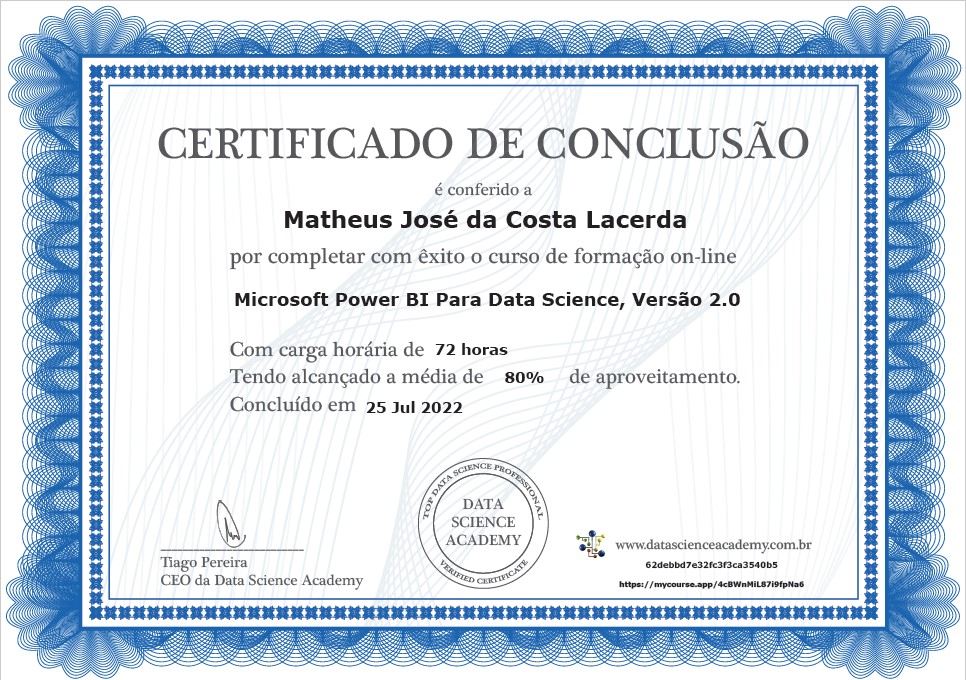 CERTIFICADO DE CONCLUSÃO
é conferido a
Matheus José da Costa Lacerda
por completar com êxito o curso de formação on-line
Microsoft Power BI Para Data Science, Versão 2.0
Com carga horária de 72 horas
Tendo alcançado a média de 80% de aproveitamento.
Concluído em 25 Jul 2022
TOP DATA SCIENCE PROFESSIONAL
DATA
SCIENCE
ACADEMY
VERIFIED CERTIFICATE
Tiago Pereira
CEO da Data Science Academy
www.datascienceacademy.com.br
62debbd7e32fc3f3ca3540b5
https://mycourse.app/4cBWnMiL87i9fpNa6